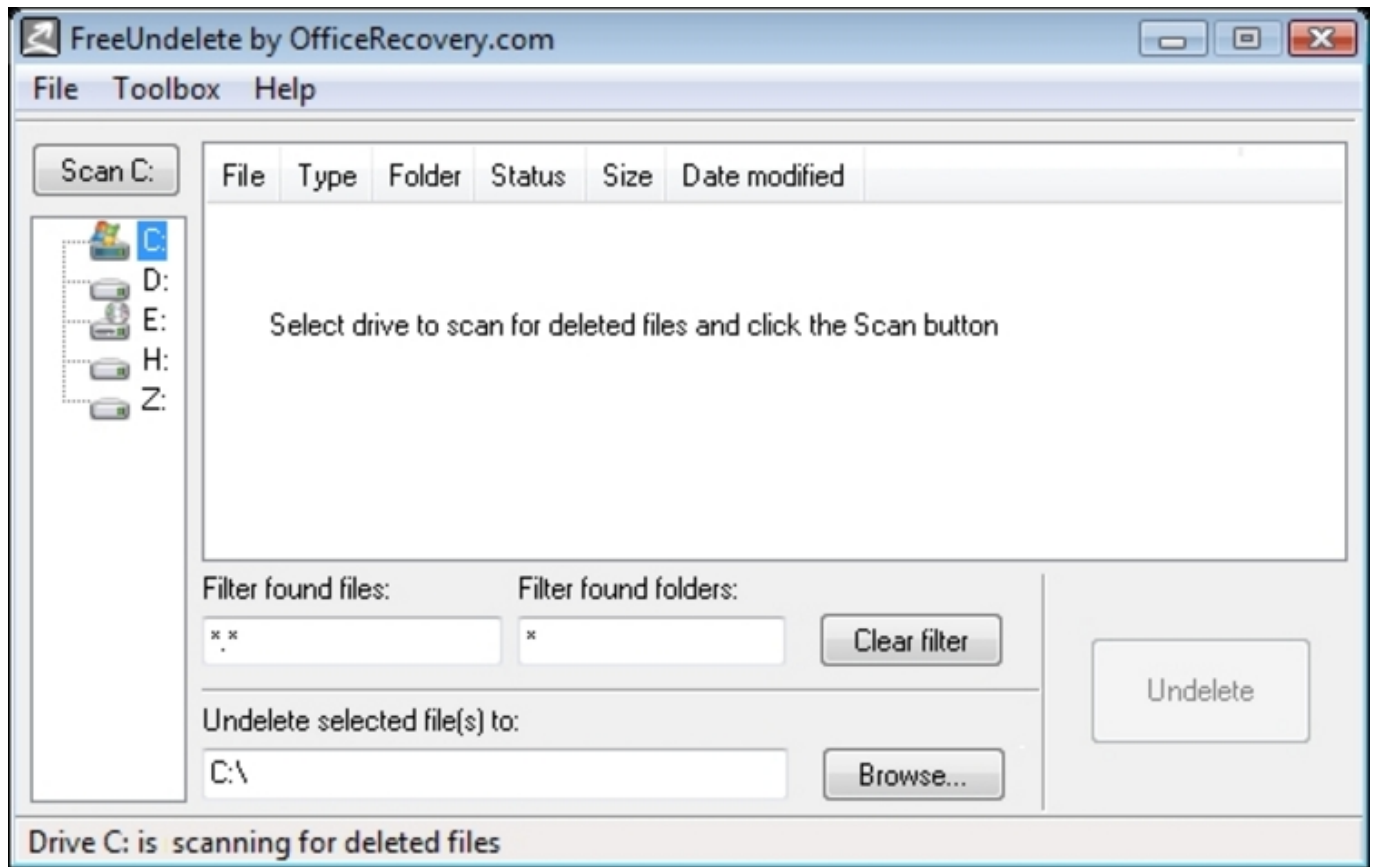 FreeUndelete by OfficeRecovery.com
File Toolbox Help
Scan C:
File Type Folder Status Size Date modified
C:
D:
E:
H:
Z:
Select drive to scan for deleted files and click the Scan button
Filter found files: Filter found folders:
*.* * Clear filter
Undelete
Undelete selected file(s) to:
C:\ Browse...
Drive C: is scanning for deleted files